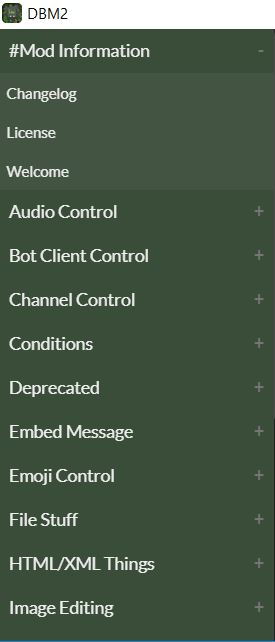 DBM2
#Mod Information -
Changelog
License
Welcome
Audio Control +
Bot Client Control +
Channel Control +
Conditions +
Deprecated +
Embed Message +
Emoji Control +
File Stuff +
HTML/XML Things +
Image Editing +